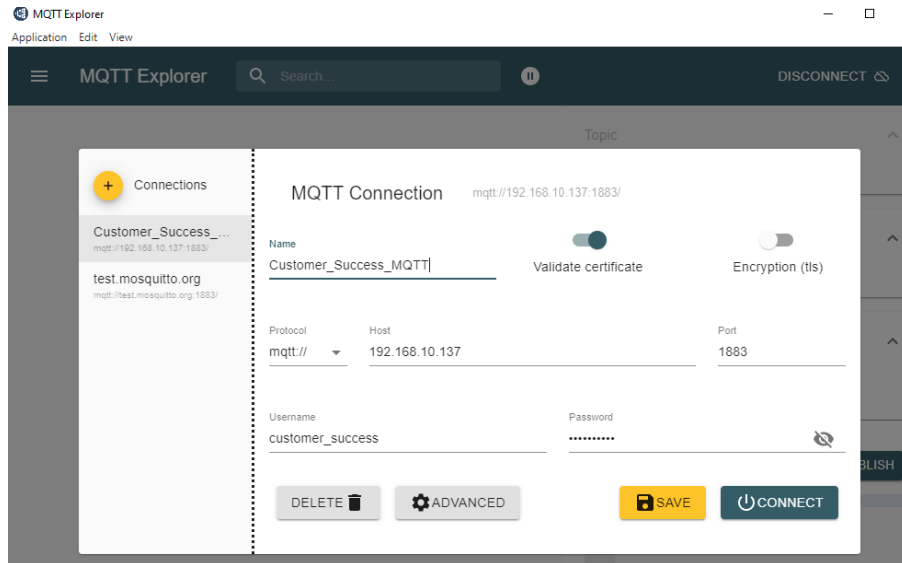 MQTT Explorer
Application Edit View
MQTT Explorer
Search...
DISCONNECT
Topic
Connections
Customer_Success_...
mqtt://192.168.10.137:1883/
test.mosquitto.org
mqtt://test.mosquitto.org:1883/
MQTT Connection mqtt://192.168.10.137:1883/
Name
Customer_Success_MQTT
Validate certificate
Encryption (tls)
Protocol Host Port
mqtt:// 192.168.10.137 1883
Username Password
customer_success ••••••••••
DELETE ADVANCED SAVE CONNECT
BLISH